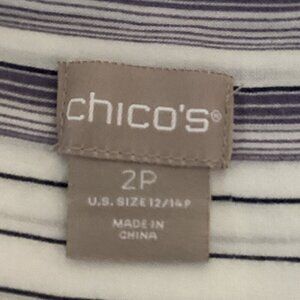 chico's®
2P
U.S. SIZE 12/14P
MADE IN
CHINA